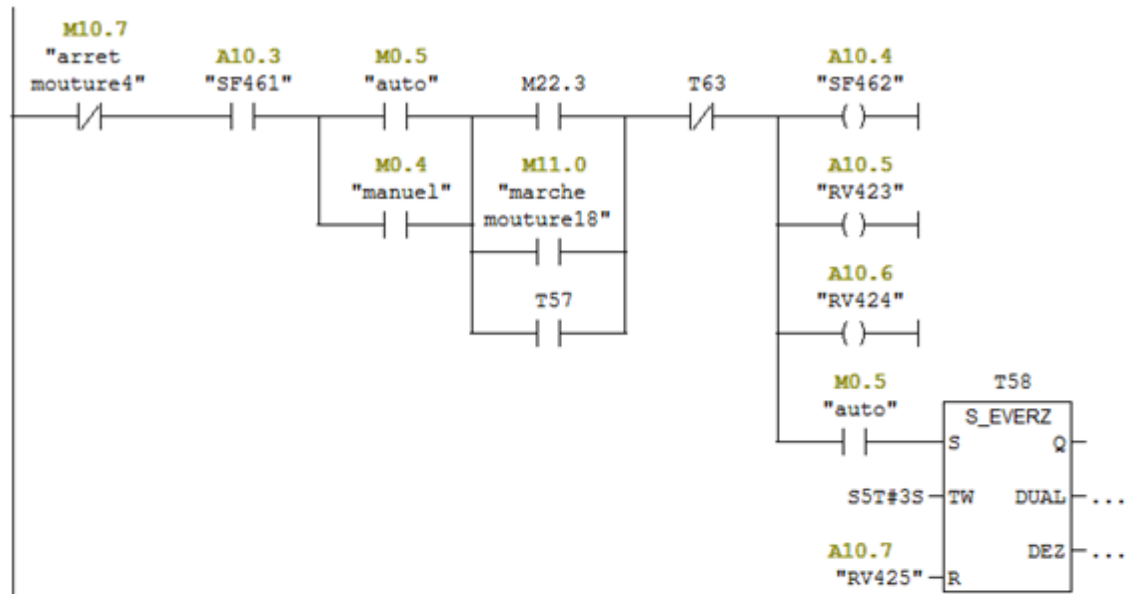 M10.7
"arret
mouture4"
A10.3
"SF461"
M0.5
"auto"
M22.3
T63
A10.4
"SF462"
M0.4
"manuel"
M11.0
"marche
mouture18"
A10.5
"RV423"
T57
A10.6
"RV424"
M0.5
"auto"
T58
S_EVERZ
S Q
S5T#3S TW DUAL ...
DEZ ...
A10.7
"RV425" R